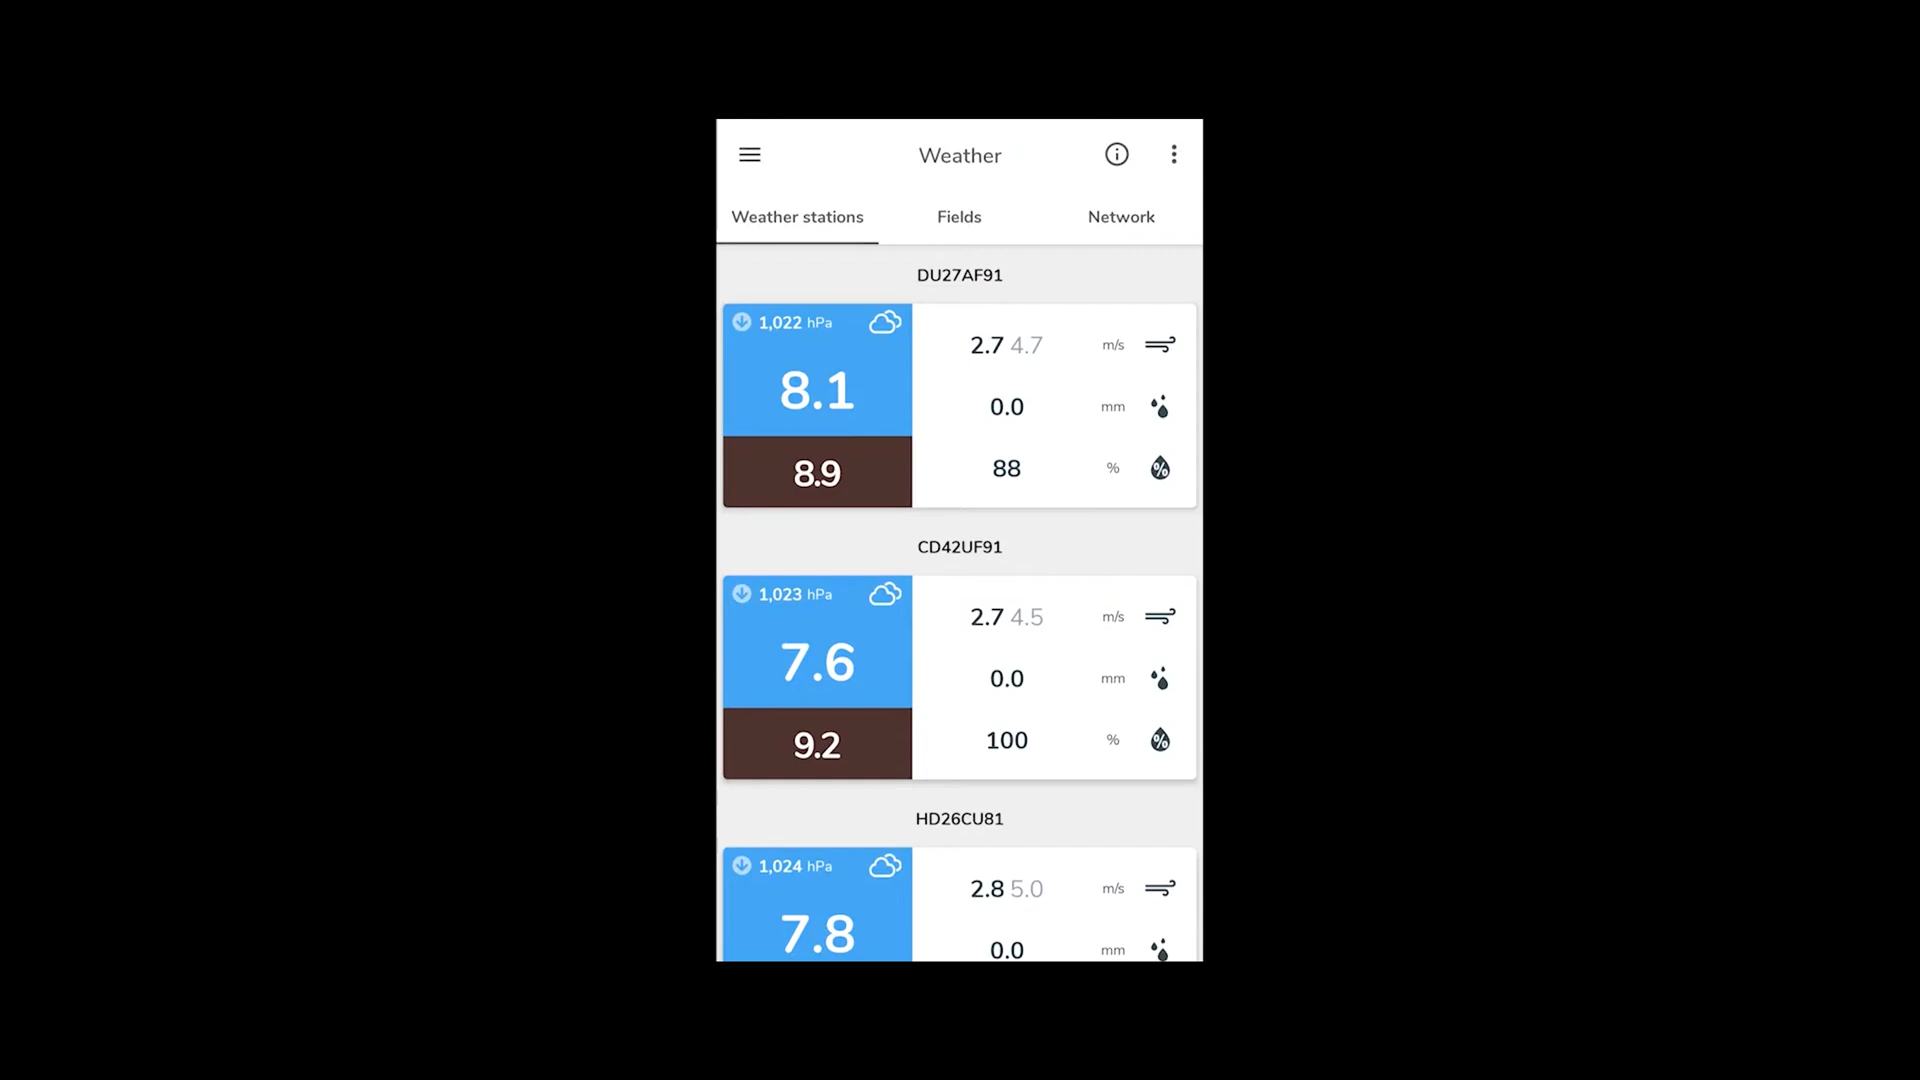 Weather
Weather stations Fields Network
DU27AF91
1,022 hPa
2.7 4.7 m/s
8.1
0.0 mm
8.9
88 %
CD42UF91
1,023 hPa
2.7 4.5 m/s
7.6
0.0 mm
9.2
100 %
HD26CU81
1,024 hPa
2.8 5.0 m/s
7.8
0.0 mm